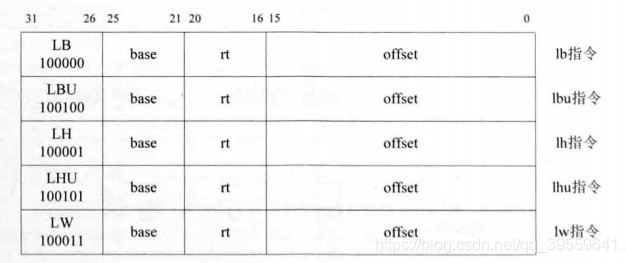 31 26 25 21 20 16 15 0
LB
100000 base rt offset lb指令
LBU
100100 base rt offset lbu指令
LH
100001 base rt offset lh指令
LHU
100101 base rt offset lhu指令
LW
100011 base rt offset lw指令
https://blog.csdn.net/qq_39559641